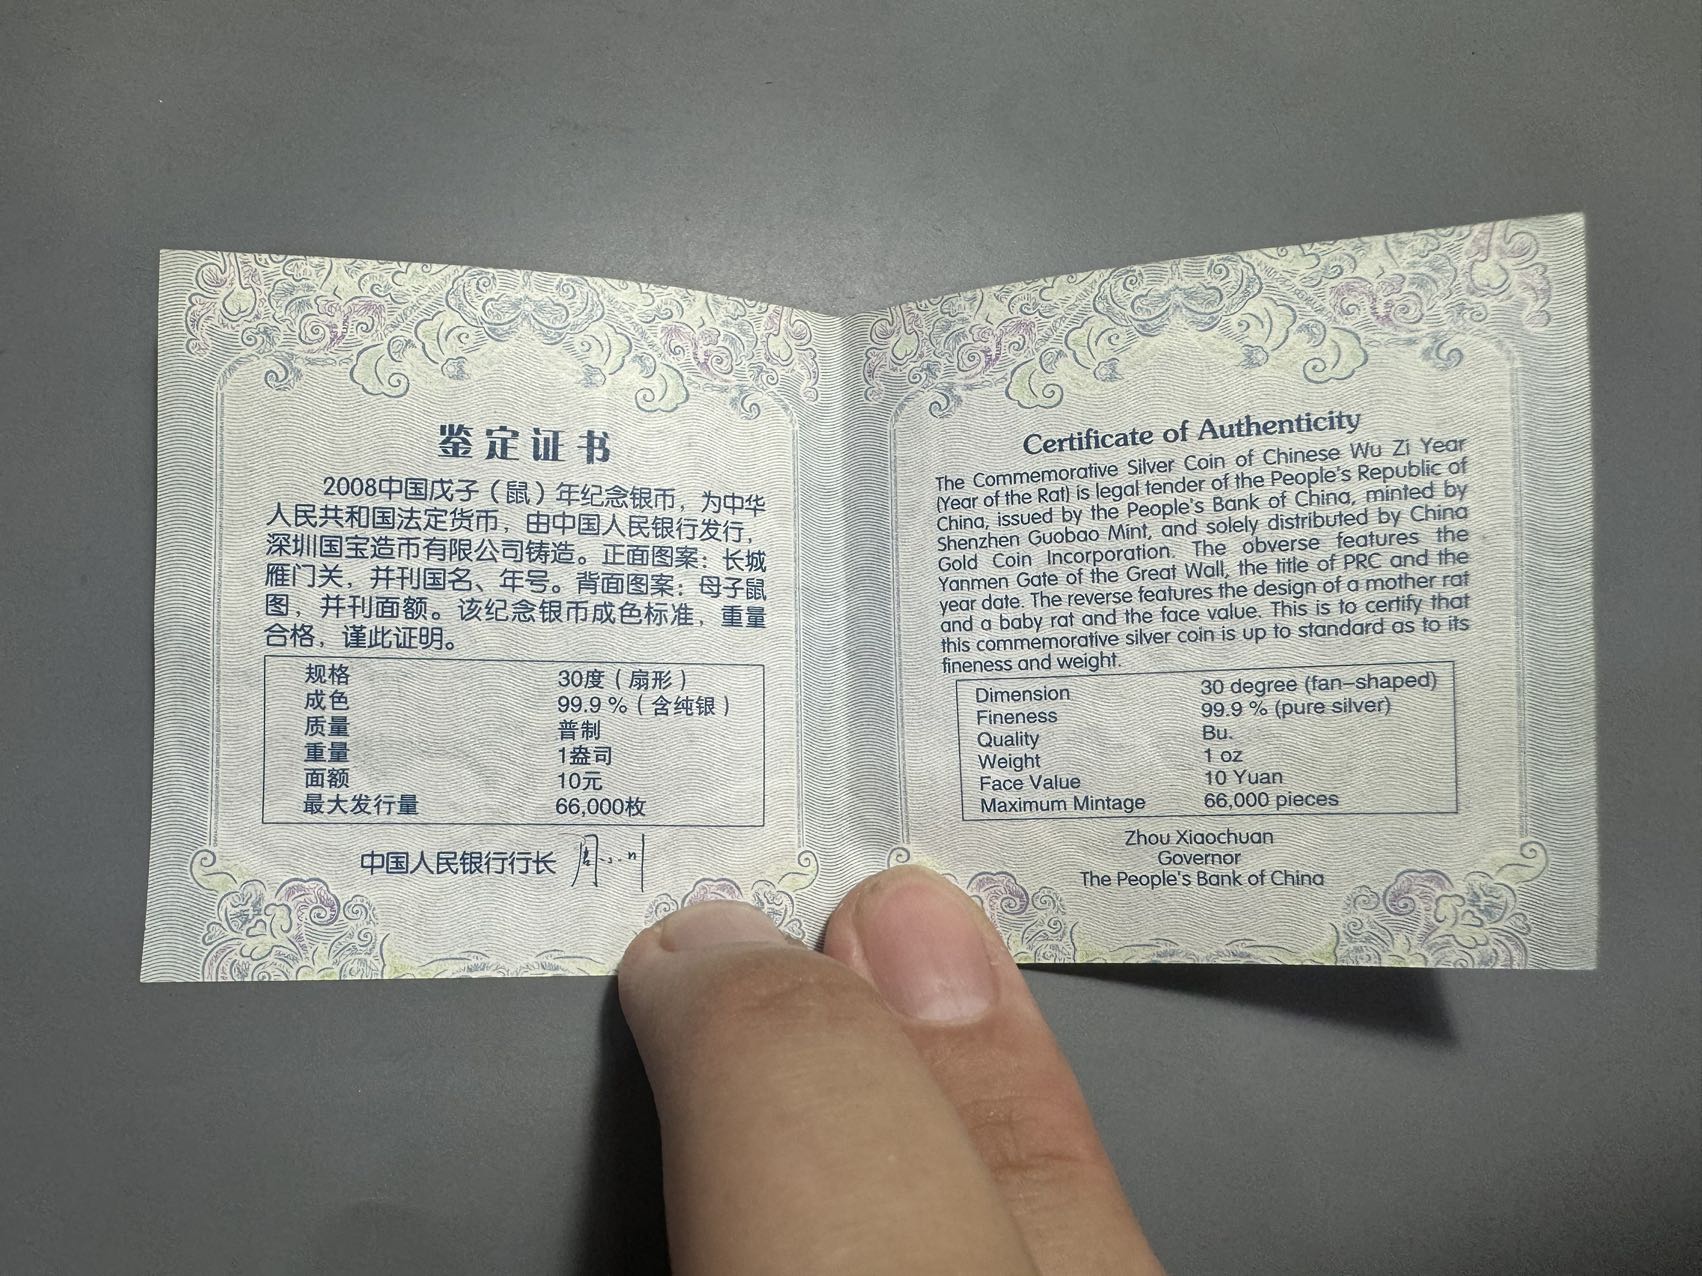 鉴定证书
2008中国戊子（鼠）年纪念银币，为中华
人民共和国法定货币，由中国人民银行发行，
深圳国宝造币有限公司铸造。正面图案：长城
雁门关，并刊国名、年号。背面图案：母子鼠
图，并刊面额。该纪念银币成色标准，重量
合格，谨此证明。
规格 30度（扇形）
成色 99.9％（含纯银）
质量 普制
重量 1盎司
面额 10元
最大发行量 66,000枚
中国人民银行行长 周小川
Certificate of Authenticity
The Commemorative Silver Coin of Chinese Wu Zi Year
(Year of the Rat) is legal tender of the People's Republic of
China, issued by the People's Bank of China, minted by
Shenzhen Guobao Mint, and solely distributed by China
Gold Coin Incorporation. The obverse features the
Yanmen Gate of the Great Wall, the title of PRC and the
year date. The reverse features the design of a mother rat
and a baby rat and the face value. This is to certify that
this commemorative silver coin is up to standard as to its
fineness and weight.
Dimension 30 degree (fan-shaped)
Fineness 99.9 % (pure silver)
Quality Bu.
Weight 1 oz
Face Value 10 Yuan
Maximum Mintage 66,000 pieces
Zhou Xiaochuan
Governor
The People's Bank of China